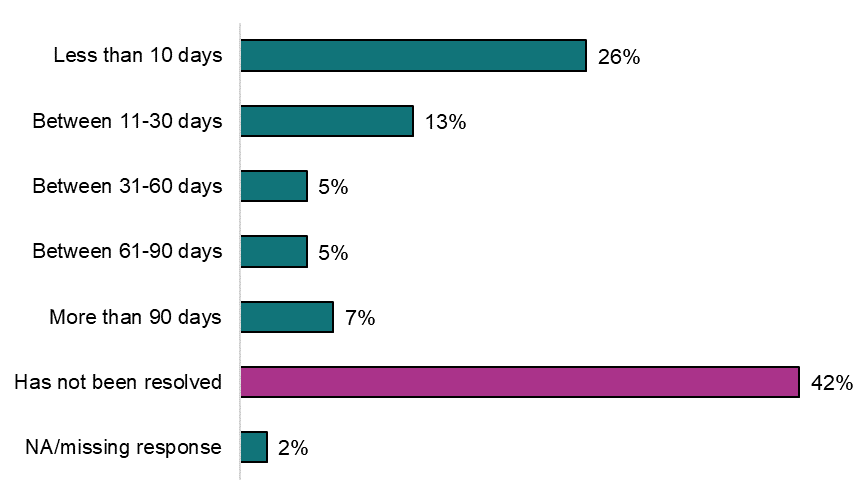 Less than 10 days 26%
Between 11-30 days 13%
Between 31-60 days 5%
Between 61-90 days 5%
More than 90 days 7%
Has not been resolved 42%
NA/missing response 2%